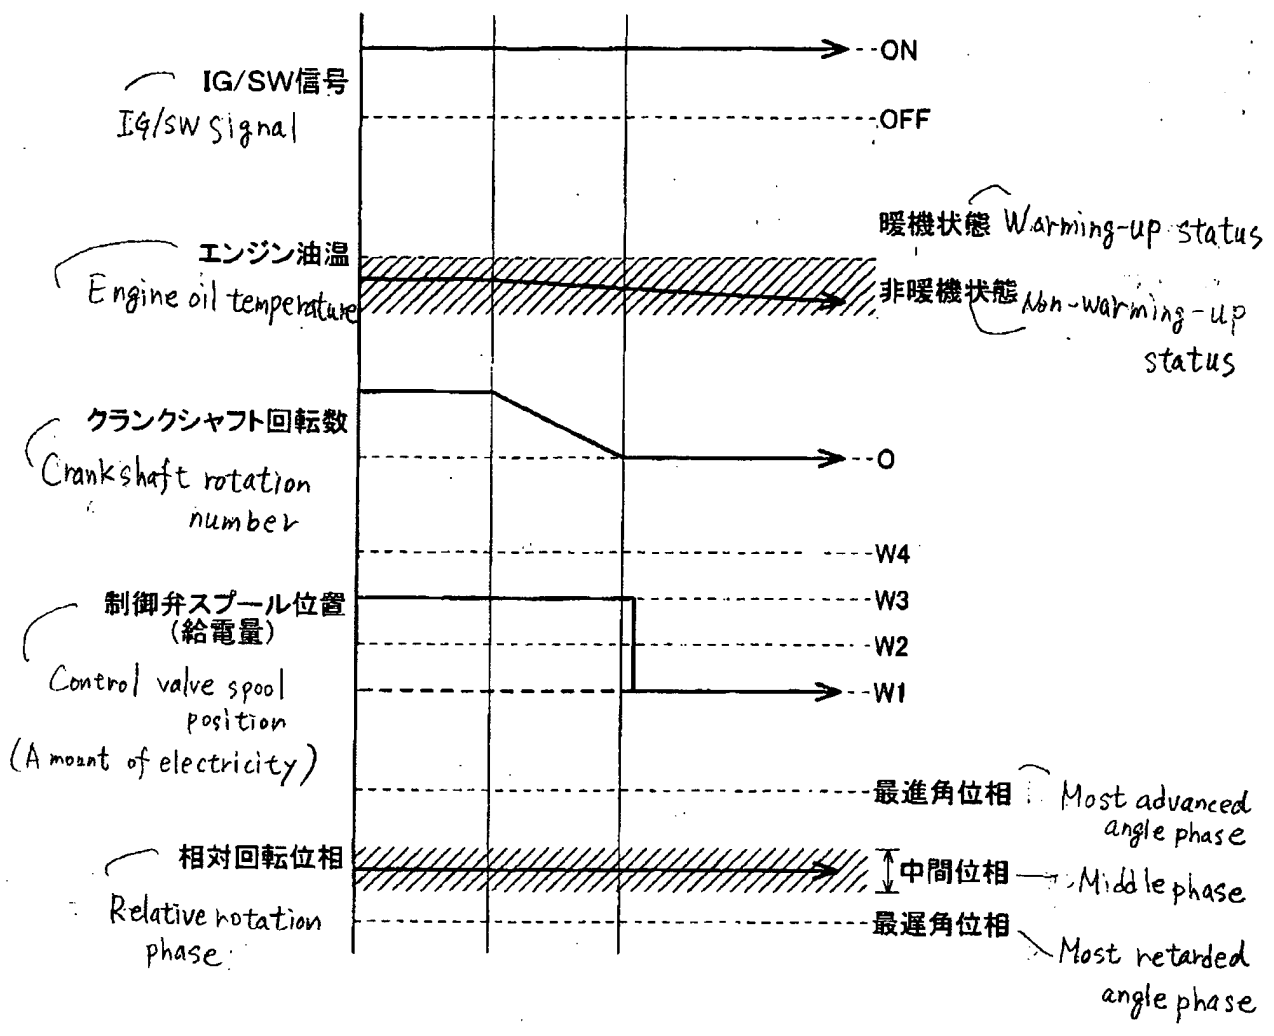 ON
IG/SW信号
IG/SW signal
OFF
暖機状態 Warming-up status
エンジン油温
Engine oil temperature
非暖機状態 Non-warming-up
status
クランクシャフト回転数
Crankshaft rotation
number
O
W4
制御弁スプール位置
(給電量)
W3
W2
Control valve spool
position
(Amount of electricity)
W1
最進角位相 Most advanced
angle phase
相対回転位相
中間位相 Middle phase
Relative rotation
phase
最遅角位相
Most retarded
angle phase